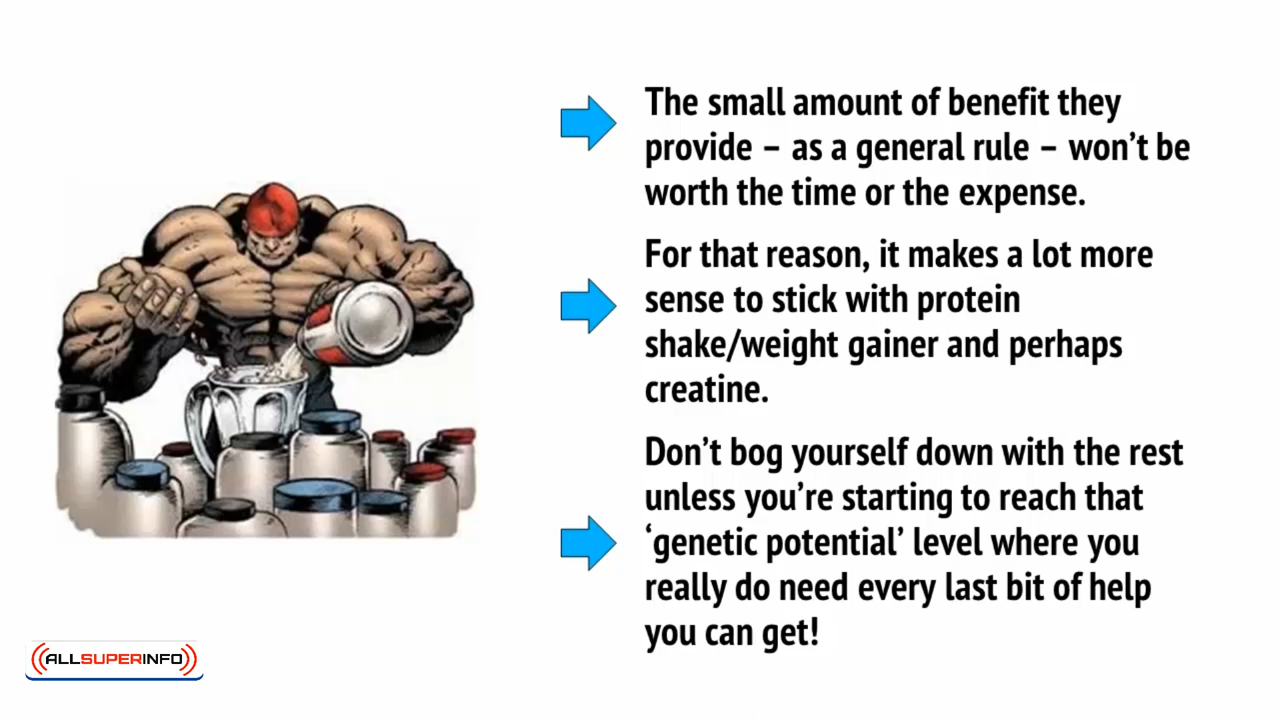 The small amount of benefit they
provide – as a general rule – won’t be
worth the time or the expense.
For that reason, it makes a lot more
sense to stick with protein
shake/weight gainer and perhaps
creatine.
Don’t bog yourself down with the rest
unless you’re starting to reach that
‘genetic potential’ level where you
really do need every last bit of help
you can get!
ALLSUPERINFO